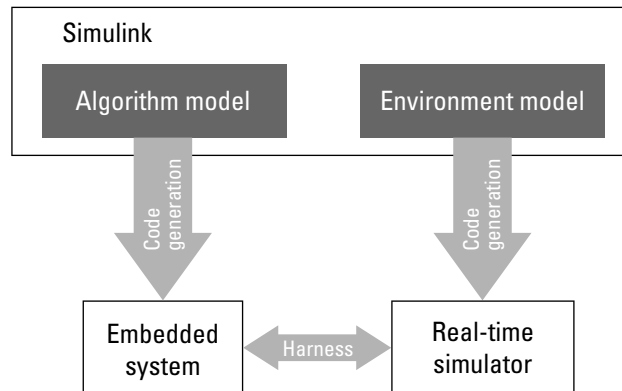 Simulink
Algorithm model
Environment model
Code
generation
Code
generation
Embedded
system
Harness
Real-time
simulator